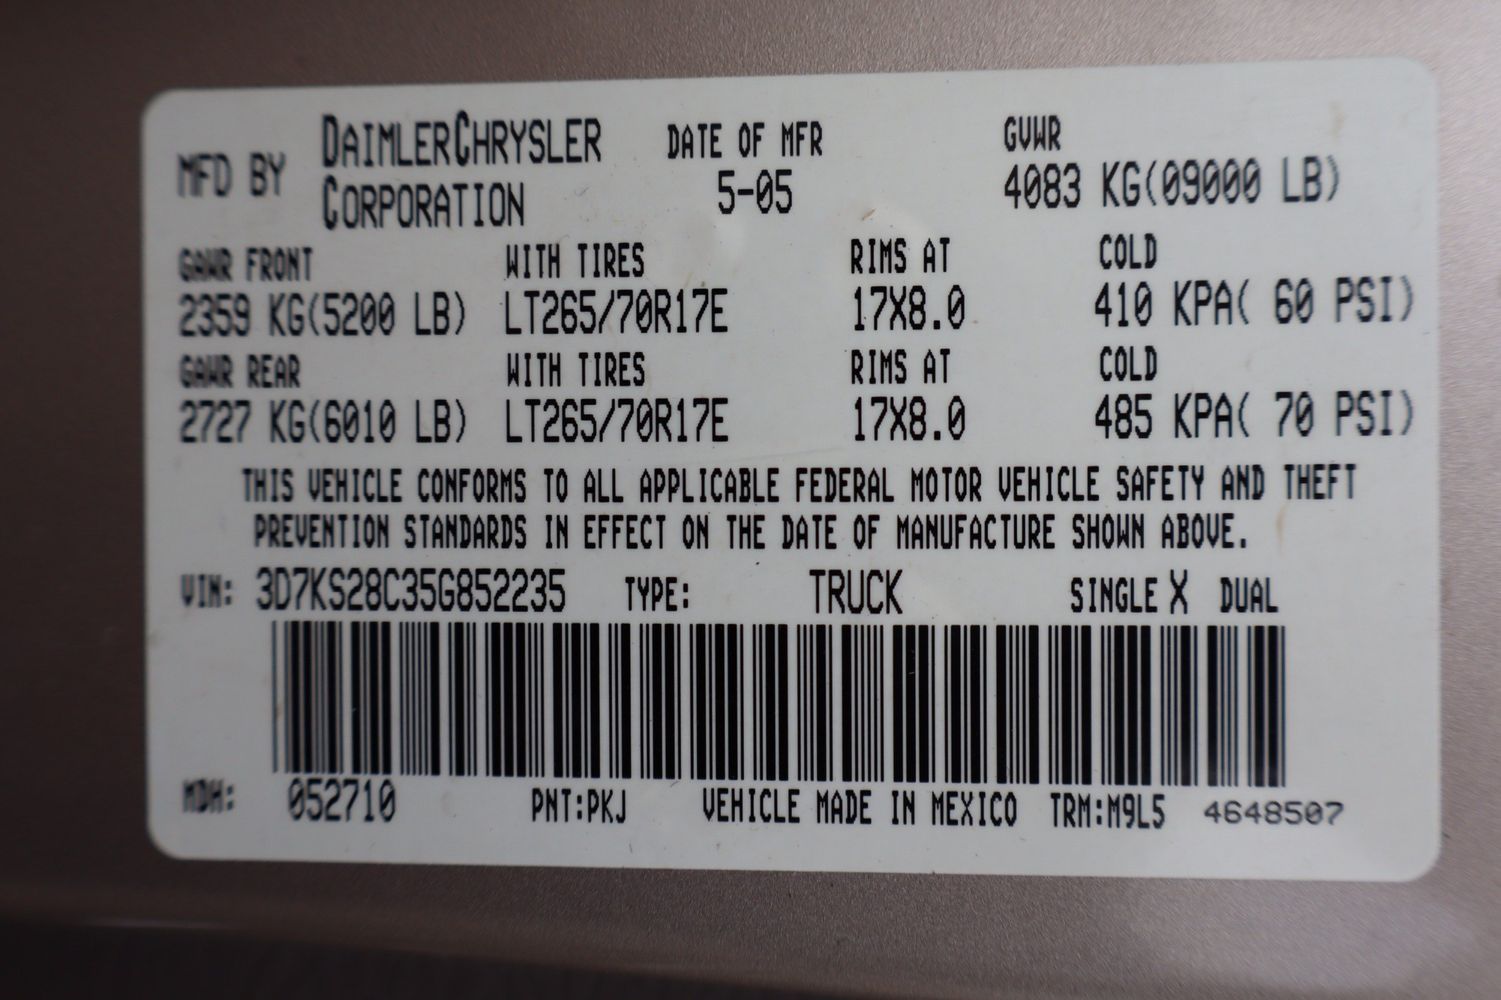 MFD BY DAIMLERCHRYSLER CORPORATION DATE OF MFR 5-05 GVWR 4083 KG(09000 LB)
GAWR FRONT WITH TIRES RIMS AT COLD
2359 KG(5200 LB) LT265/70R17E 17X8.0 410 KPA( 60 PSI)
GAWR REAR WITH TIRES RIMS AT COLD
2727 KG(6010 LB) LT265/70R17E 17X8.0 485 KPA( 70 PSI)
THIS VEHICLE CONFORMS TO ALL APPLICABLE FEDERAL MOTOR VEHICLE SAFETY AND THEFT
PREVENTION STANDARDS IN EFFECT ON THE DATE OF MANUFACTURE SHOWN ABOVE.
VIN: 3D7KS28C35G852235 TYPE: TRUCK SINGLE X DUAL
MDH: 052710 PNT:PKJ VEHICLE MADE IN MEXICO TRM:M9L5 4648507